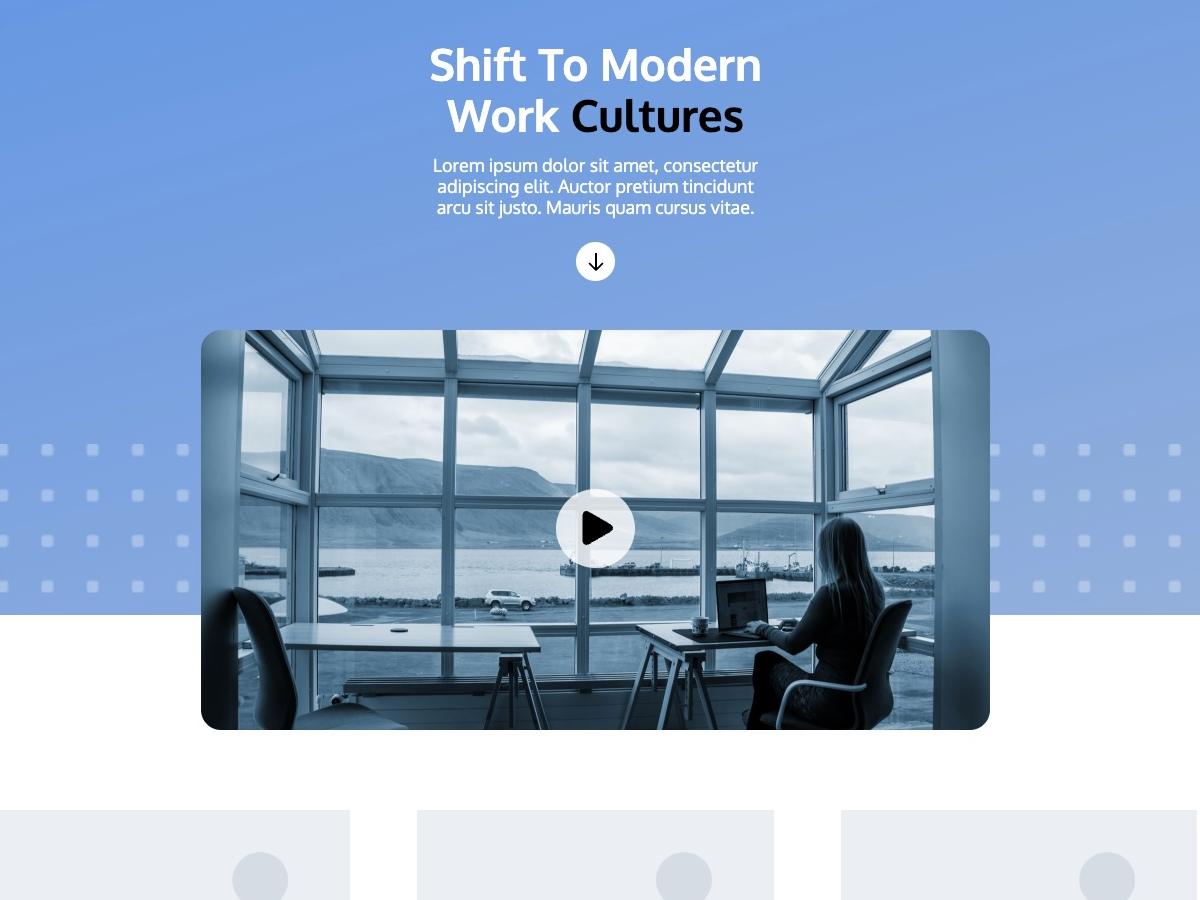 Shift To Modern
Work Cultures
Lorem ipsum dolor sit amet, consectetur
adipiscing elit. Auctor pretium tincidunt
arcu sit justo. Mauris quam cursus vitae.